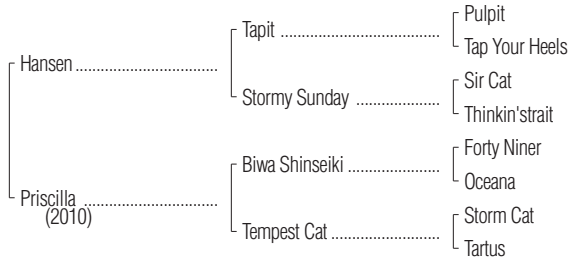 Pulpit
Tapit
Tap Your Heels
Hansen
Sir Cat
Stormy Sunday
Thinkin'strait
Forty Niner
Biwa Shinseiki
Oceana
Priscilla
(2010)
Storm Cat
Tempest Cat
Tartus